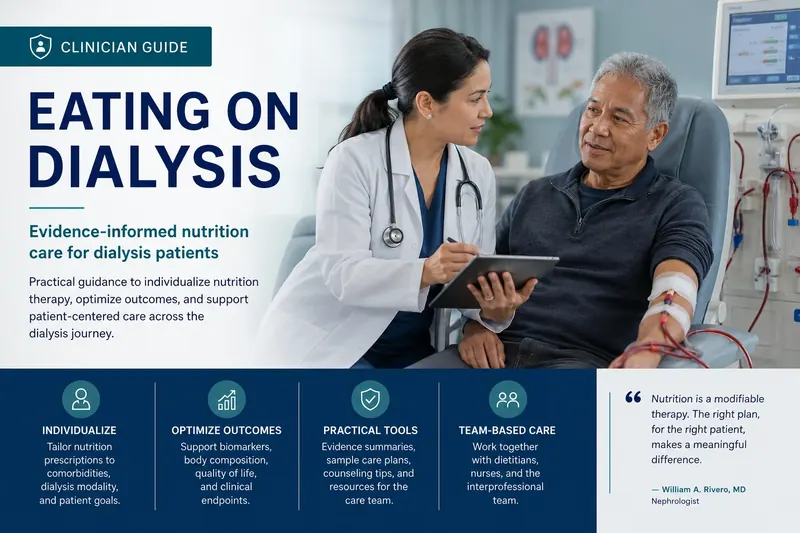 CLINICIAN GUIDE
EATING ON
DIALYSIS
Evidence-informed nutrition
care for dialysis patients
Practical guidance to individualize nutrition
therapy, optimize outcomes, and support
patient-centered care across the
dialysis journey.
INDIVIDUALIZE
Tailor nutrition
prescriptions to
comorbidities,
dialysis modality,
and patient goals.
OPTIMIZE OUTCOMES
Support biomarkers,
body composition,
quality of life,
and clinical
endpoints.
PRACTICAL TOOLS
Evidence summaries,
sample care plans,
counseling tips, and
resources for the
care team.
TEAM-BASED CARE
Work together
with dietitians,
nurses, and the
interprofessional
team.
“ Nutrition is a modifiable
therapy. The right plan,
for the right patient,
makes a meaningful
difference.
— William A. Rivero, MD
Nephrologist